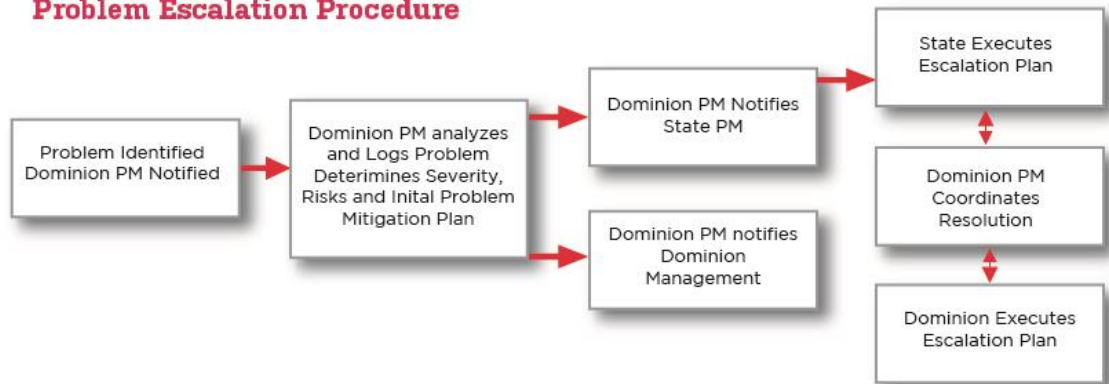 Problem Escalation Procedure
Problem Identified
Dominion PM Notified
Dominion PM analyzes
and Logs Problem
Deterimines Severity,
Risks and Inital Problem
Mitigation Plan
Dominion PM Notifies
State PM
Dominion PM notifies
Dominion
Management
State Executes
Escalation Plan
Dominion PM
Coordinates
Resolution
Dominion Executes
Escalation Plan